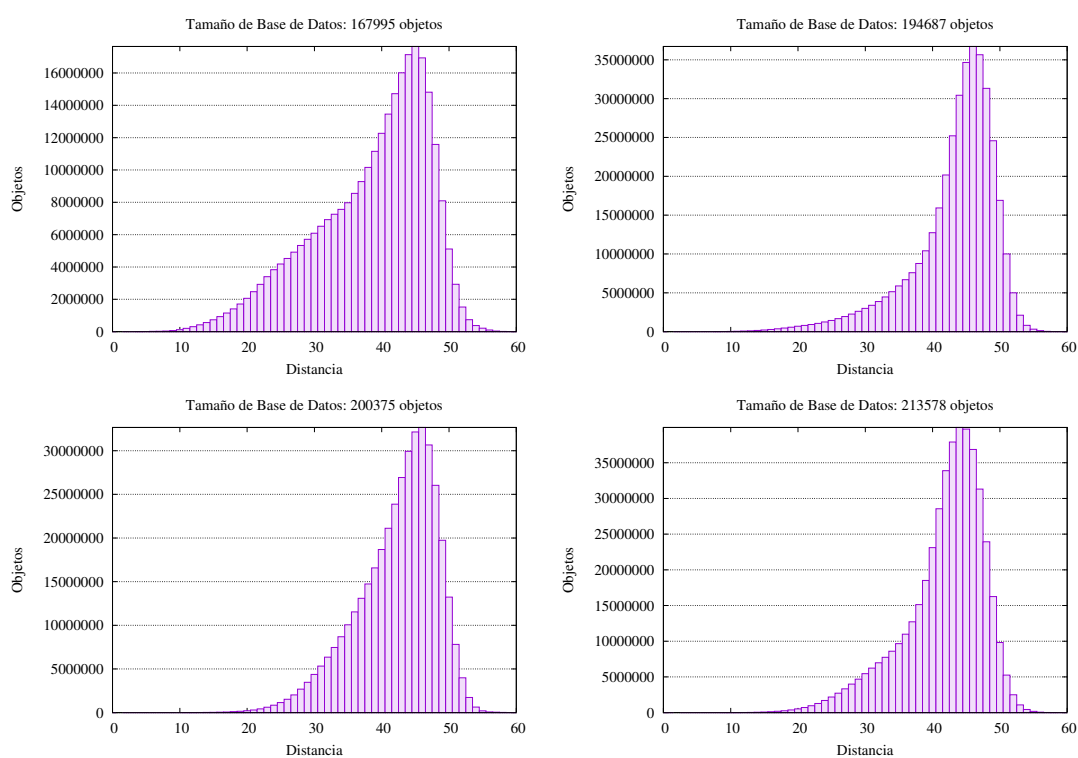 Tamaño de Base de Datos: 167995 objetos
16000000
14000000
12000000
10000000
8000000
6000000
4000000
2000000
0
Objetos
0 10 20 30 40 50 60
Distancia
Tamaño de Base de Datos: 194687 objetos
35000000
30000000
25000000
20000000
15000000
10000000
5000000
0
Objetos
0 10 20 30 40 50 60
Distancia
Tamaño de Base de Datos: 200375 objetos
30000000
25000000
20000000
15000000
10000000
5000000
0
Objetos
0 10 20 30 40 50 60
Distancia
Tamaño de Base de Datos: 213578 objetos
35000000
30000000
25000000
20000000
15000000
10000000
5000000
0
Objetos
0 10 20 30 40 50 60
Distancia